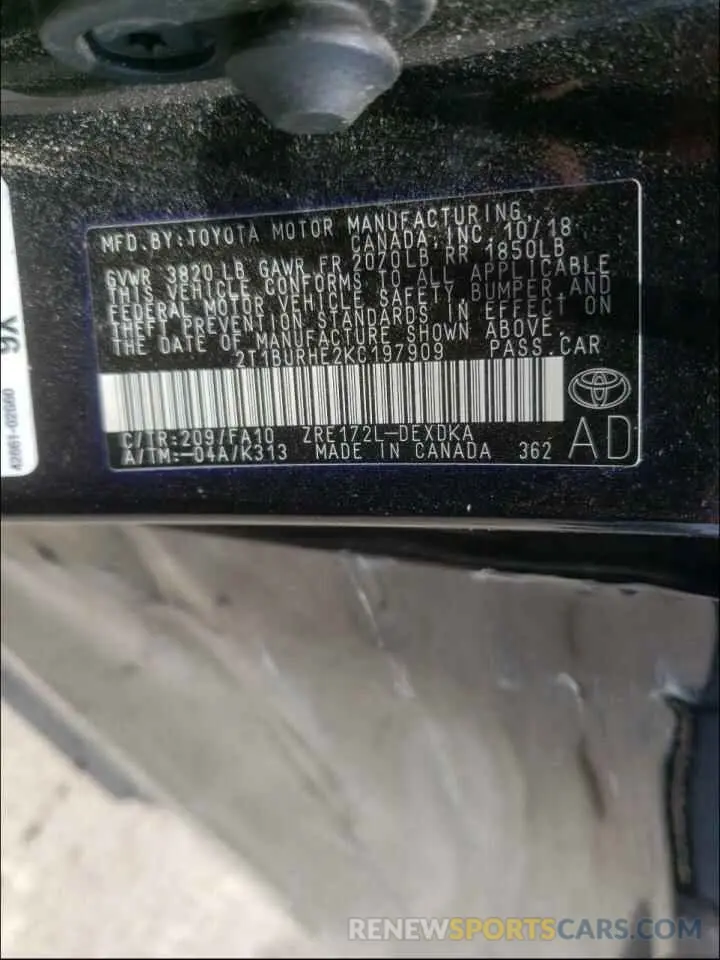 MFD. BY: TOYOTA MOTOR MANUFACTURING,
CANADA, INC. 10/18
GVWR 3820 LB GAWR FR 2070LB RR 1850LB
THIS VEHICLE CONFORMS TO ALL APPLICABLE
FEDERAL MOTOR VEHICLE SAFETY, BUMPER AND
THEFT PREVENTION STANDARDS IN EFFECT ON
THE DATE OF MANUFACTURE SHOWN ABOVE.
2T1BURHE2KC197909 PASS.CAR
C/TR:209/FA10 ZRE172L-DEXDKA
A/TM:-04A/K313 MADE IN CANADA 362
AD
RENEWSPORTSCARS.COM